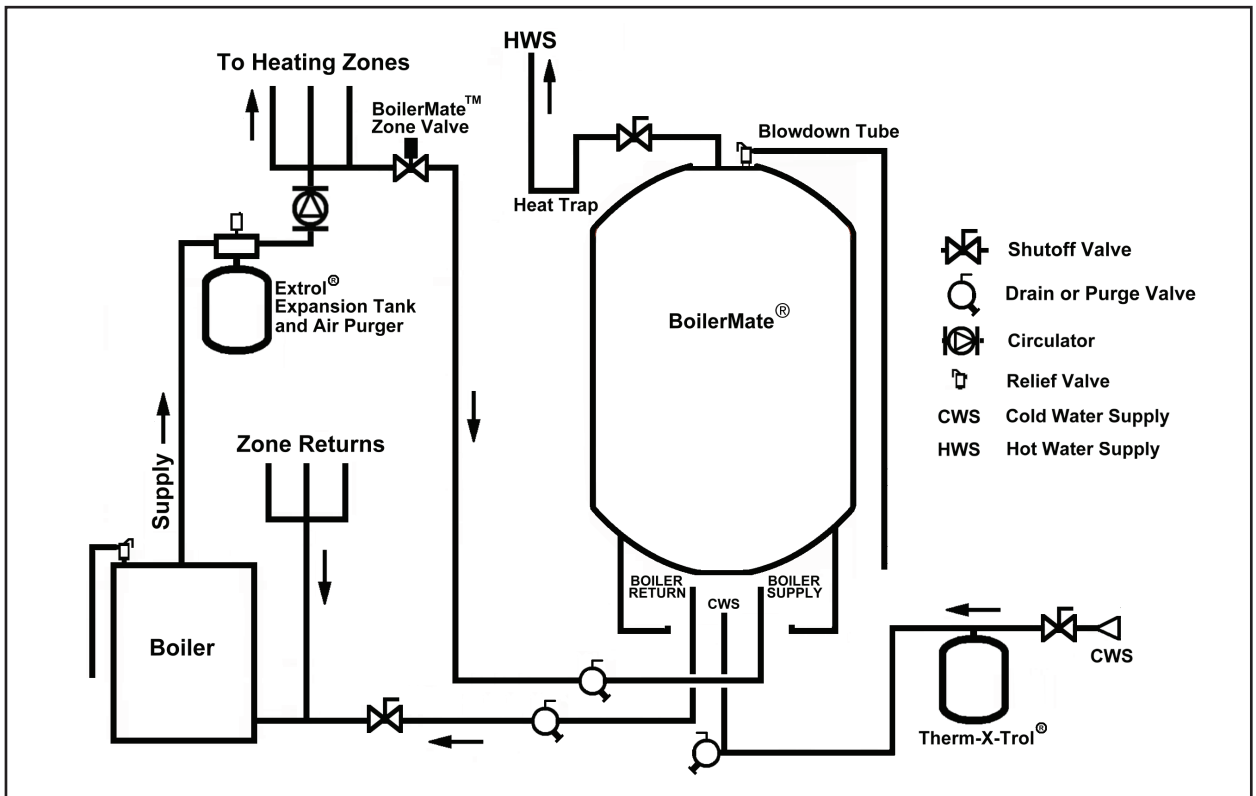 HWS
To Heating Zones
BoilerMate™
Zone Valve
Blowdown Tube
Heat Trap
Extrol®
Expansion Tank
and Air Purger
BoilerMate®
Shutoff Valve
Drain or Purge Valve
Circulator
Relief Valve
CWS Cold Water Supply
HWS Hot Water Supply
Supply
Zone Returns
Boiler
BOILER
RETURN
CWS
BOILER
SUPPLY
CWS
Therm-X-Trol®